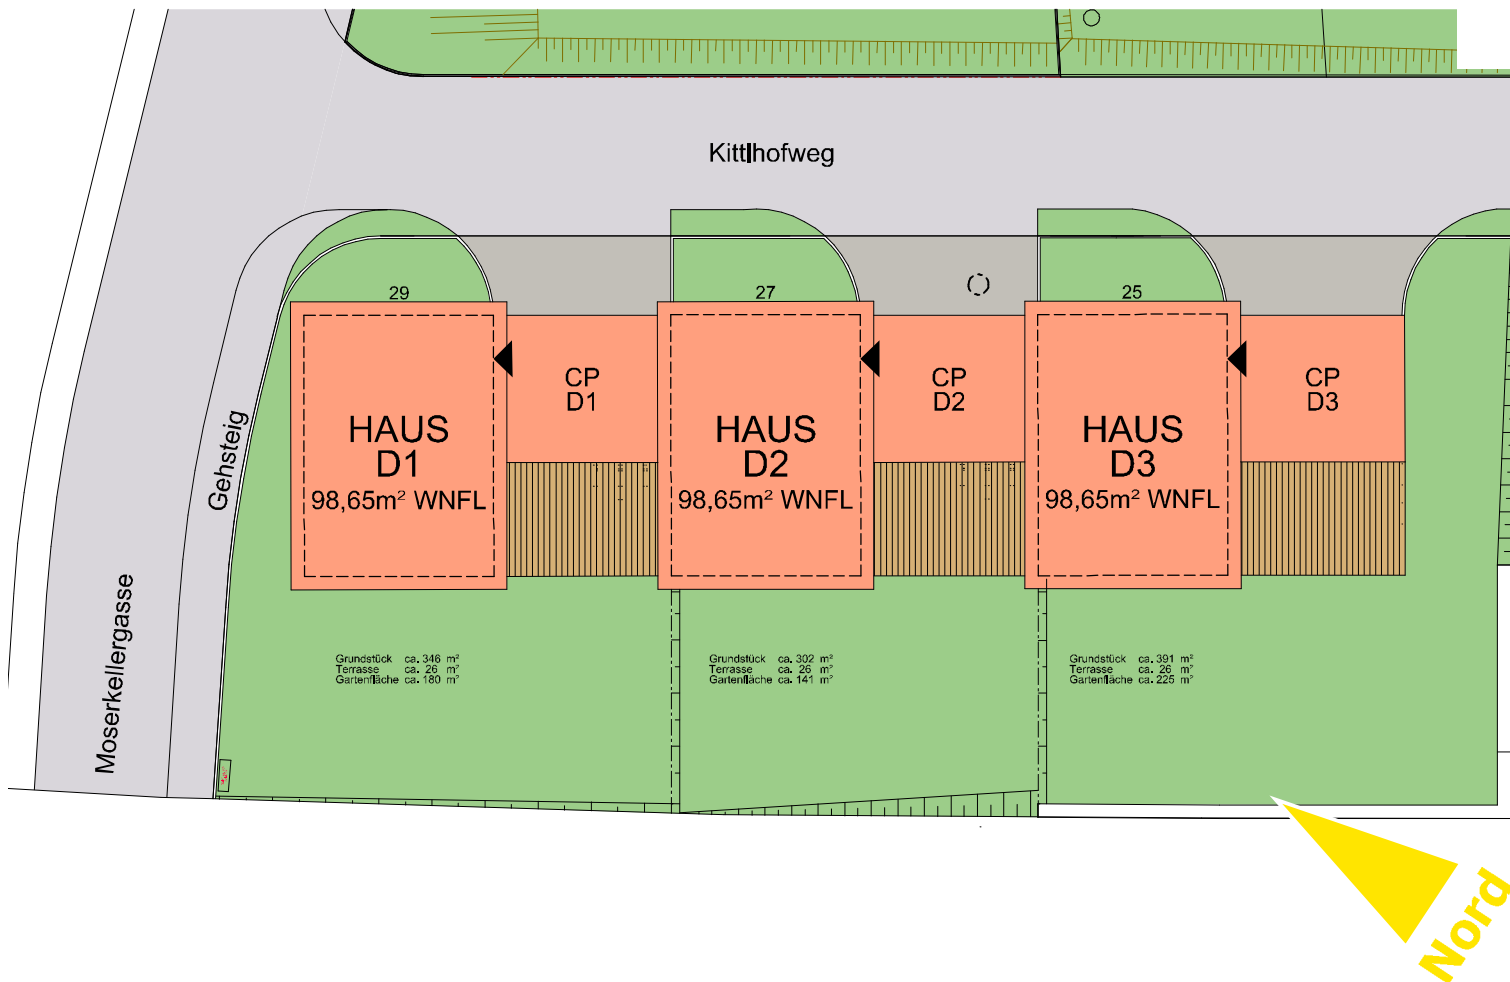 Kittlhofweg
29
27
25
CP
D1
CP
D2
CP
D3
HAUS
D1
98,65m² WNFL
HAUS
D2
98,65m² WNFL
HAUS
D3
98,65m² WNFL
Gehsteig
Moserkellergasse
Grundstück ca. 346 m²
Terrasse ca. 26 m²
Gartenfläche ca. 180 m²
Grundstück ca. 302 m²
Terrasse ca. 26 m²
Gartenfläche ca. 141 m²
Grundstück ca. 391 m²
Terrasse ca. 26 m²
Gartenfläche ca. 225 m²
Nord